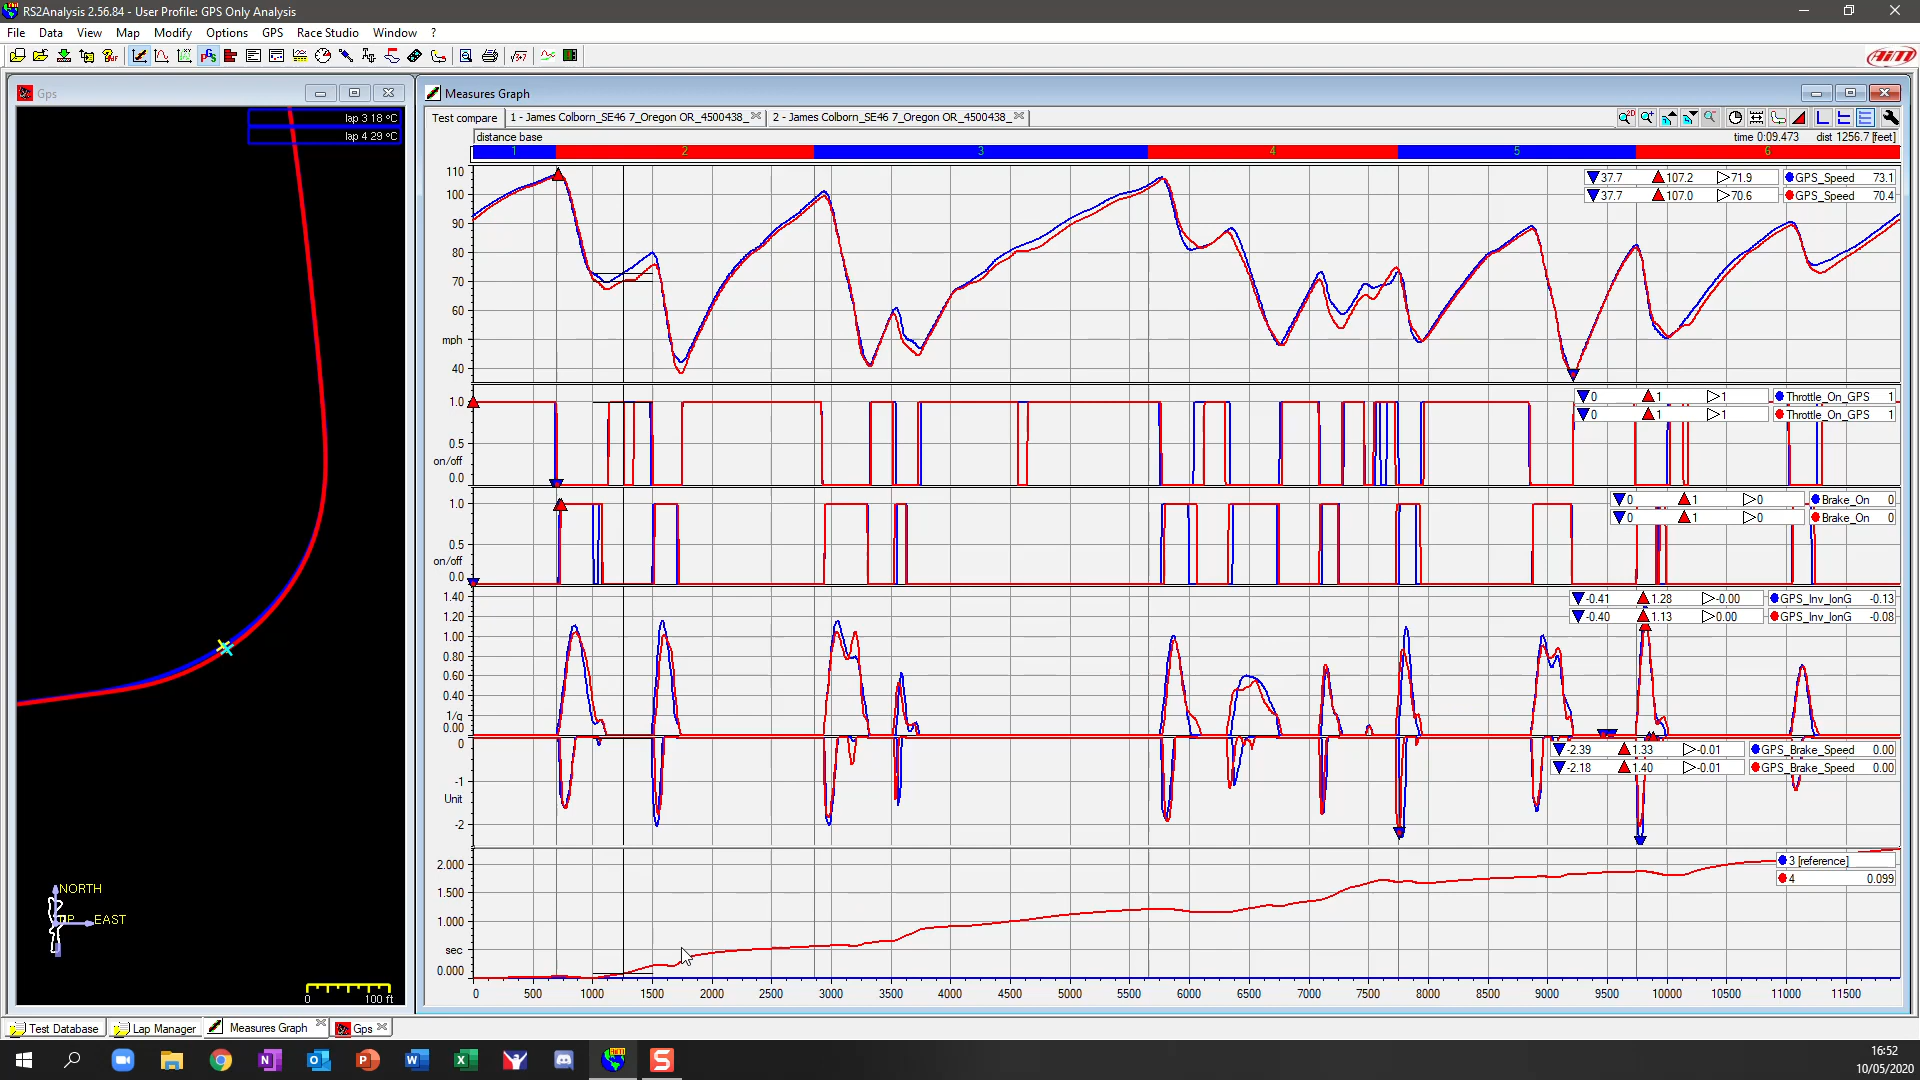 RS2Analysis 2.56.84 - User Profile: GPS Only Analysis
File Data View Map Modify Options GPS Race Studio Window ?
AiM
Gps
lap 3 18 ºC
lap 4 29 ºC
NORTH
UP
EAST
0 100 ft
Measures Graph
Test compare 1 - James Colborn_SE46 7_Oregon OR_4500438_ 2 - James Colborn_SE46 7_Oregon OR_4500438_
distance base time 0:09.473 dist 1256.7 [feet]
1 2 3 4 5 6
110
100
90
80
70
60
mph
40
37.7 107.2 71.9 GPS_Speed 73.1
37.7 107.0 70.6 GPS_Speed 70.4
1.0
0.5
on/off
0.0
0 1 1 Throttle_On_GPS 1
0 1 1 Throttle_On_GPS 1
1.0
0.5
on/off
0.0
0 1 0 Brake_On 0
0 1 0 Brake_On 0
1.40
1.20
1.00
0.80
0.60
0.40
1/g
0.00
-0.41 1.28 -0.00 GPS_Inv_lonG -0.13
-0.40 1.13 0.00 GPS_Inv_lonG -0.08
0
-1
Unit
-2
-2.39 1.33 -0.01 GPS_Brake_Speed 0.00
-2.18 1.40 -0.01 GPS_Brake_Speed 0.00
2.000
1.500
1.000
sec
0.000
3 [reference]
4 0.099
0 500 1000 1500 2000 2500 3000 3500 4000 4500 5000 5500 6000 6500 7000 7500 8000 8500 9000 9500 10000 10500 11000 11500
Test Database Lap Manager Measures Graph Gps
16:52
10/05/2020